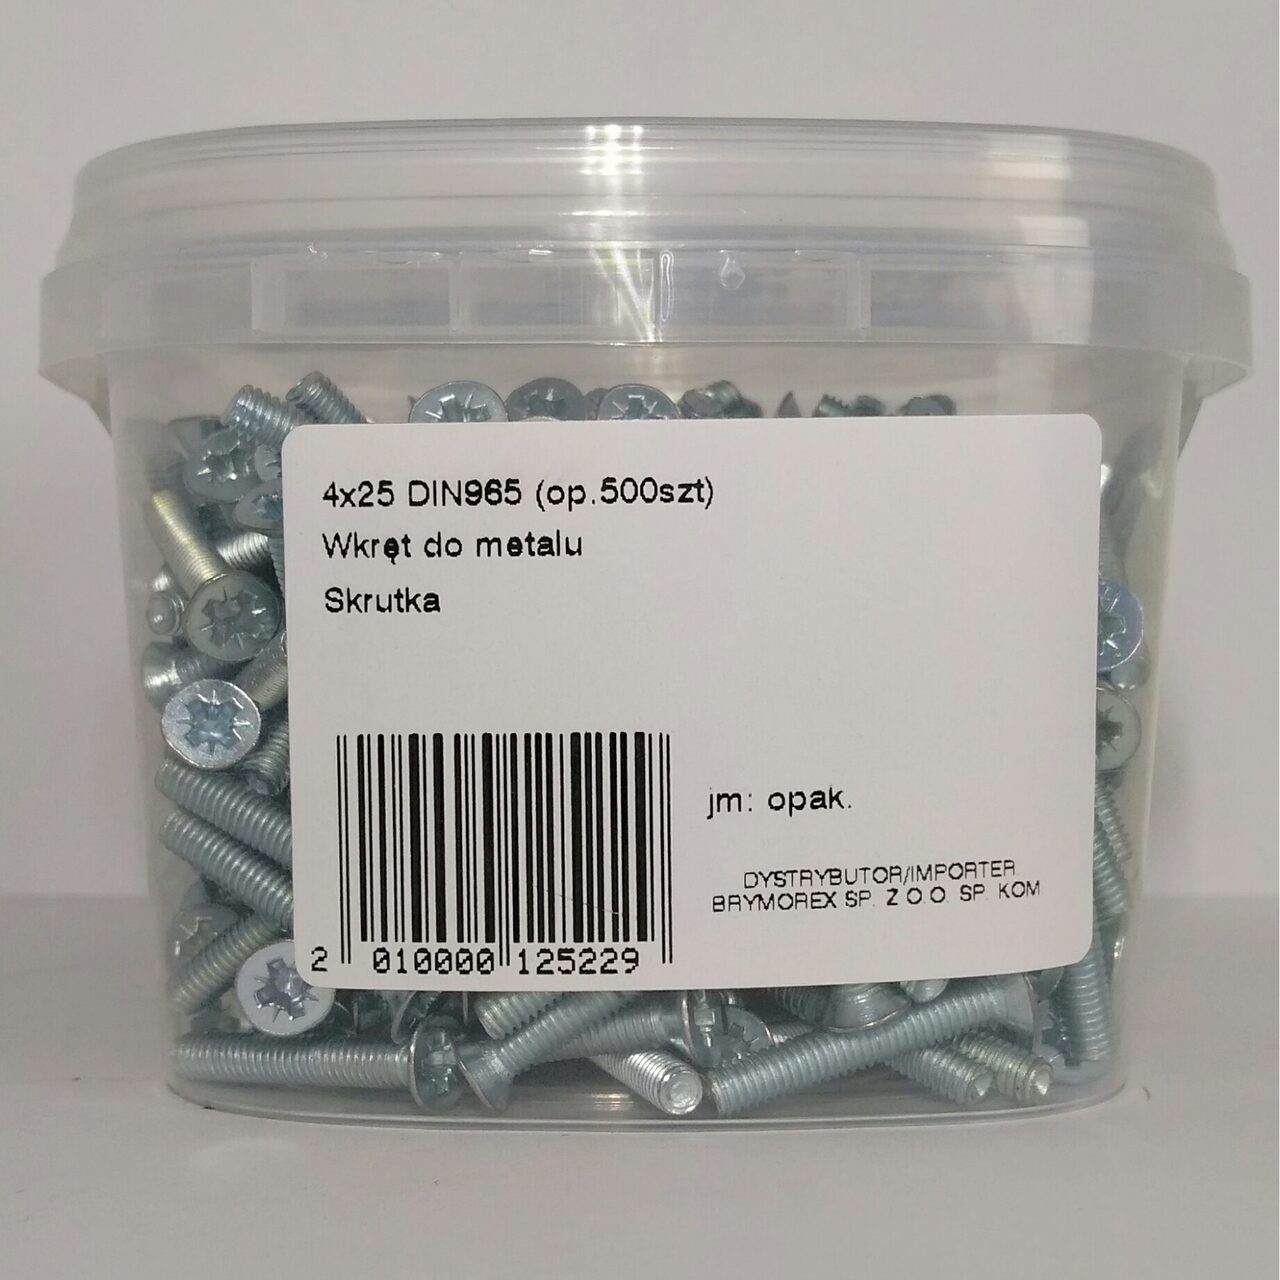 4x25 DIN965 (op.500szt)
Wkręt do metalu
Skrutka
jm: opak.
DYSTRYBUTOR/IMPORTER
BRYMOREX SP. Z O.O. SP. KOM
2 010000 125229